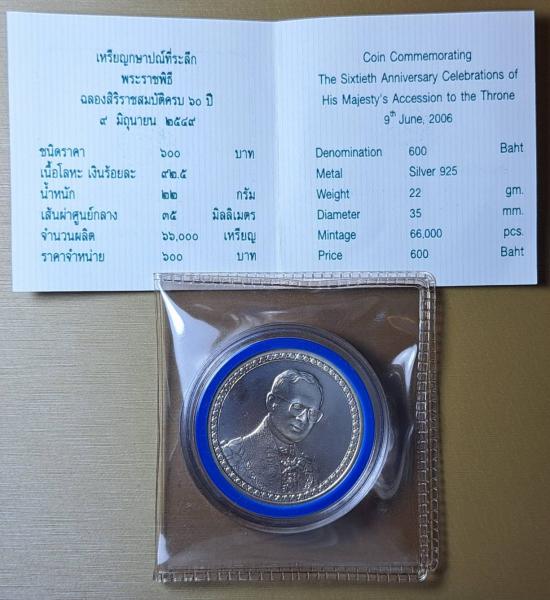 เหรียญกษาปณ์ที่ระลึก
พระราชพิธี
ฉลองสิริราชสมบัติครบ ๖๐ ปี
๙ มิถุนายน ๒๕๔๙
ชนิดราคา ๖๐๐ บาท
เนื้อโลหะ เงินร้อยละ ๙๒.๕
น้ำหนัก ๒๒ กรัม
เส้นผ่าศูนย์กลาง ๓๕ มิลลิเมตร
จำนวนผลิต ๖๖,๐๐๐ เหรียญ
ราคาจำหน่าย ๖๐๐ บาท
Coin Commemorating
The Sixtieth Anniversary Celebrations of
His Majesty's Accession to the Throne
9th June, 2006
Denomination 600 Baht
Metal Silver 925
Weight 22 gm.
Diameter 35 mm.
Mintage 66,000 pcs.
Price 600 Baht